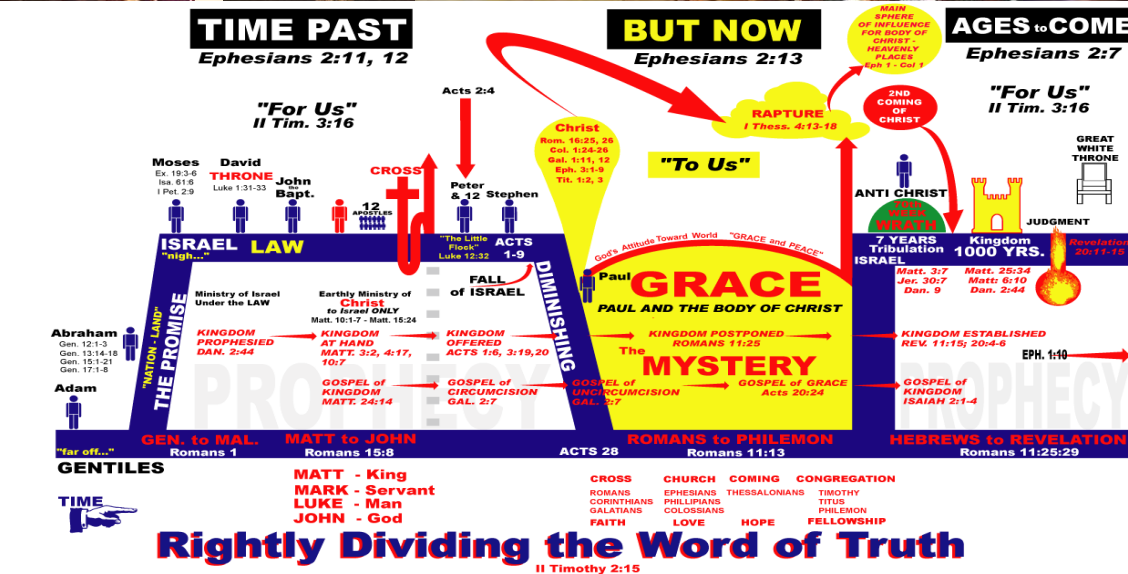 TIME PAST
Ephesians 2:11, 12
BUT NOW
Ephesians 2:13
MAIN
SPHERE
OF INFLUENCE
FOR BODY OF
CHRIST -
HEAVENLY
PLACES
Eph 1 - Col 1
AGES to COME
Ephesians 2:7
"For Us"
II Tim. 3:16
Acts 2:4
Christ
Rom. 16:25, 26
Col. 1:24-26
Gal. 1:11, 12
Eph. 3:1-9
Tit. 1:2, 3
RAPTURE
I Thess. 4:13-18
"To Us"
2ND
COMING
OF
CHRIST
"For Us"
II Tim. 3:16
GREAT
WHITE
THRONE
Moses
Ex. 19:3-6
Isa. 61:6
I Pet. 2:9
David
THRONE
Luke 1:31-33
John
the
Bapt.
12
APOSTLES
CROSS
Peter
& 12
Stephen
ANTI CHRIST
70th
WEEK
WRATH
JUDGMENT
ISRAEL
"nigh..."
LAW
"The Little
Flock"
Luke 12:32
ACTS
1-9
God's Attitude Toward World "GRACE and PEACE"
7 YEARS
Tribulation
ISRAEL
Kingdom
1000 YRS.
Revelation
20:11-15
"NATION - LAND"
THE PROMISE
Ministry of Israel
Under the LAW
Earthly Ministry of
Christ
to Israel ONLY
Matt. 10:1-7 - Matt. 15:24
FALL
of ISRAEL
DIMINISHING
Paul
GRACE
PAUL AND THE BODY OF CHRIST
Matt. 3:7
Jer. 30:7
Dan. 9
Matt. 25:34
Matt: 6:10
Dan. 2:44
Abraham
Gen. 12:1-3
Gen. 13:14-18
Gen. 15:1-21
Gen. 17:1-8
KINGDOM
PROPHESIED
DAN. 2:44
KINGDOM
AT HAND
MATT. 3:2, 4:17,
10:7
KINGDOM
OFFERED
ACTS 1:6, 3:19,20
KINGDOM POSTPONED
ROMANS 11:25
KINGDOM ESTABLISHED
REV. 11:15; 20:4-6
EPH. 1:10
The
MYSTERY
Adam
PROPHECY
GOSPEL of
KINGDOM
MATT. 24:14
GOSPEL of
CIRCUMCISION
GAL. 2:7
GOSPEL of
UNCIRCUMCISION
GAL. 2:7
GOSPEL of GRACE
Acts 20:24
GOSPEL of
KINGDOM
ISAIAH 2:1-4
PROPHECY
"far off..."
GEN. to MAL.
Romans 1
MATT to JOHN
Romans 15:8
ACTS 28
ROMANS to PHILEMON
Romans 11:13
HEBREWS to REVELATION
Romans 11:25:29
GENTILES
TIME
MATT - King
MARK - Servant
LUKE - Man
JOHN - God
CROSS CHURCH COMING CONGREGATION
ROMANS EPHESIANS THESSALONIANS TIMOTHY
CORINTHIANS PHILLIPIANS TITUS
GALATIANS COLOSSIANS PHILEMON
FAITH LOVE HOPE FELLOWSHIP
Rightly Dividing the Word of Truth
II Timothy 2:15